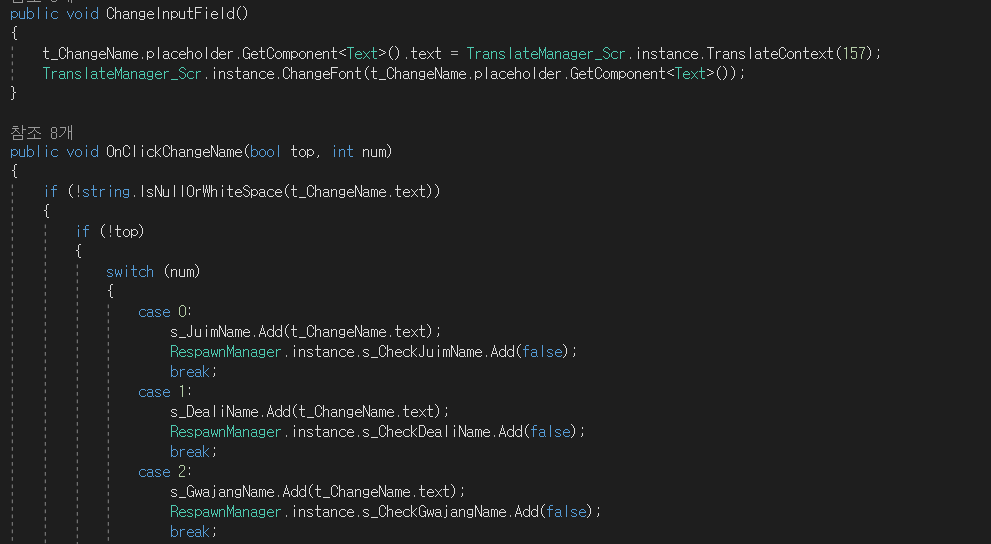 public void ChangeInputField()
{
t_ChangeName.placeholder.GetComponent<Text>().text = TranslateManager_Scr.instance.TranslateContext(157);
TranslateManager_Scr.instance.ChangeFont(t_ChangeName.placeholder.GetComponent<Text>());
}
참조 8개
public void OnClickChangeName(bool top, int num)
{
if (!string.IsNullOrWhiteSpace(t_ChangeName.text))
{
if (!top)
{
switch (num)
{
case 0:
s_JuimName.Add(t_ChangeName.text);
RespawnManager.instance.s_CheckJuimName.Add(false);
break;
case 1:
s_DealiName.Add(t_ChangeName.text);
RespawnManager.instance.s_CheckDealiName.Add(false);
break;
case 2:
s_GwajangName.Add(t_ChangeName.text);
RespawnManager.instance.s_CheckGwajangName.Add(false);
break;